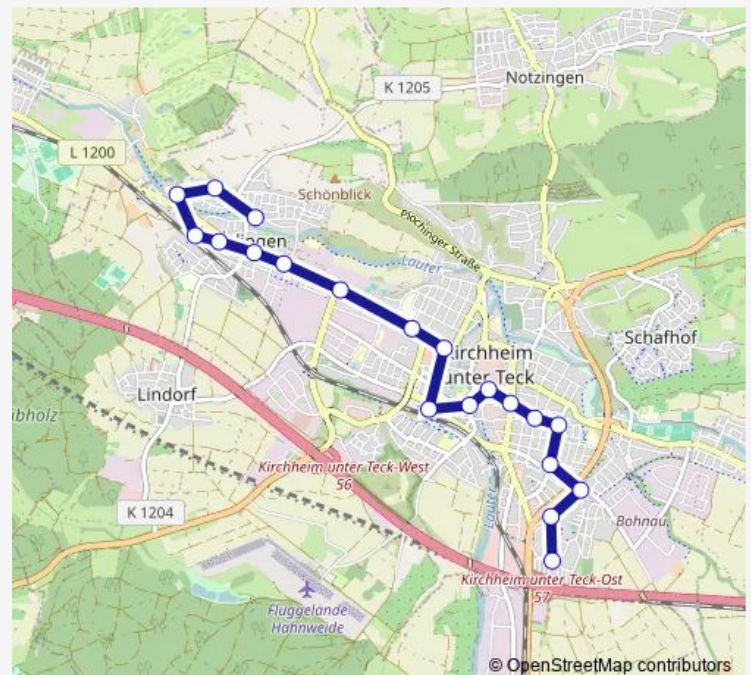 Notzingen
K 1205
L 1200
Schönblick
Plochinger Straße
lingen
Lauter
Kirchheim
unter Teck
Schafhof
Lindorf
Kirchheim unter Teck-West
56
K 1204
Lauter
Bohnau
Kirchheim unter Teck-Ost
57
Fluggelände
Hahnweide
© OpenStreetMap contributors